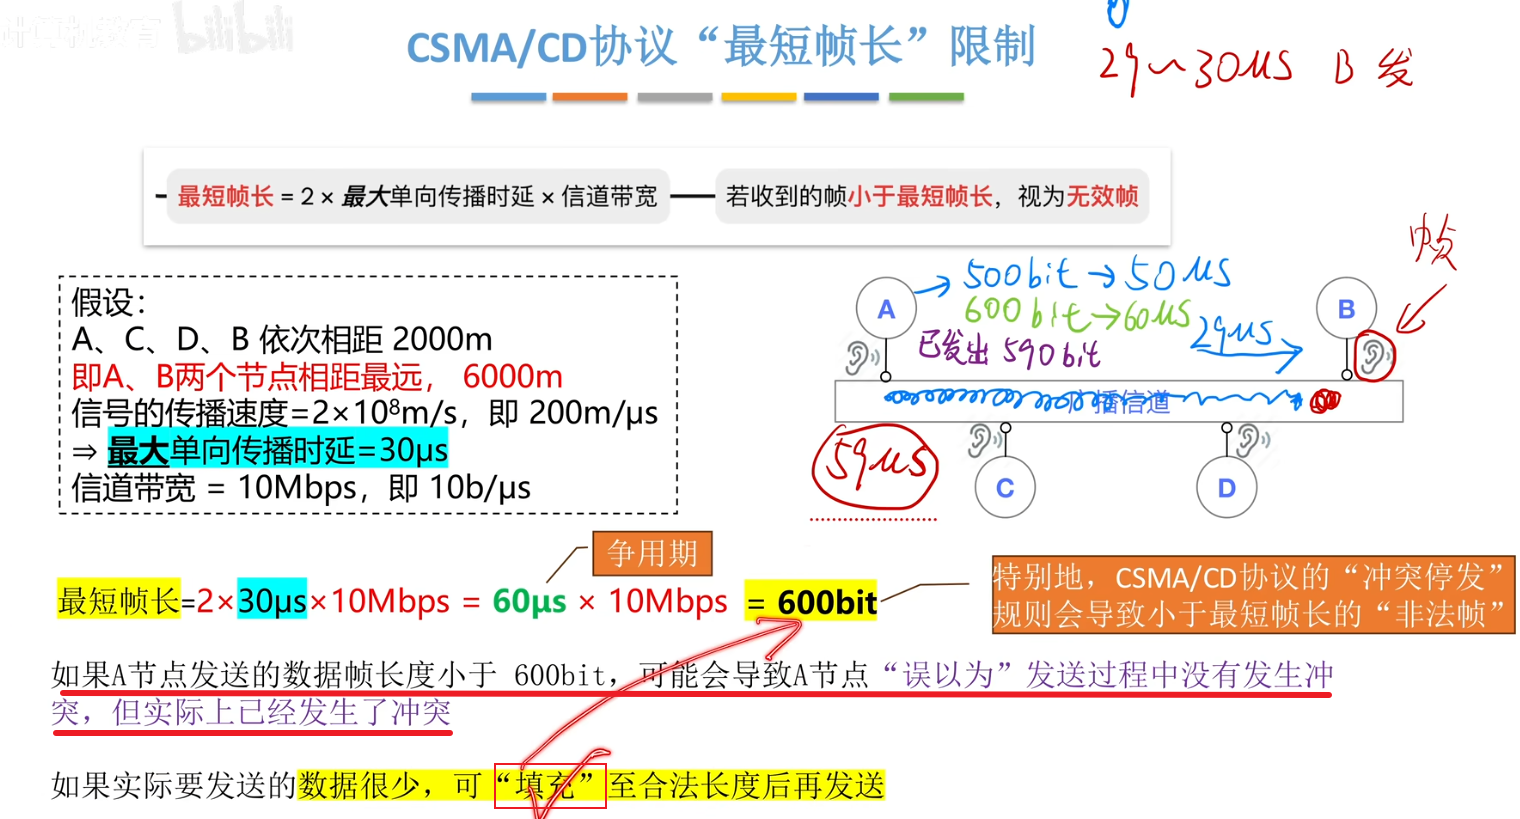 计算机教育 bilibili
CSMA/CD协议“最短帧长”限制
29~30μs B 发
最短帧长 = 2 × 最大单向传播时延 × 信道带宽
若收到的帧小于最短帧长，视为无效帧
假设：
A、C、D、B 依次相距 2000m
即A、B两个节点相距最远， 6000m
信号的传播速度=2×10⁸m/s，即 200m/μs
⇒ 最大单向传播时延=30μs
信道带宽 = 10Mbps，即 10b/μs
帧
A
500bit → 50μs
600bit→60μs
已发出 590bit
29μs
B
广播信道
59μs
C
D
争用期
最短帧长=2×30μs×10Mbps = 60μs × 10Mbps = 600bit
特别地，CSMA/CD协议的“冲突停发”
规则会导致小于最短帧长的“非法帧”
如果A节点发送的数据帧长度小于 600bit，可能会导致A节点“误以为”发送过程中没有发生冲
突，但实际上已经发生了冲突
如果实际要发送的数据很少，可“填充”至合法长度后再发送